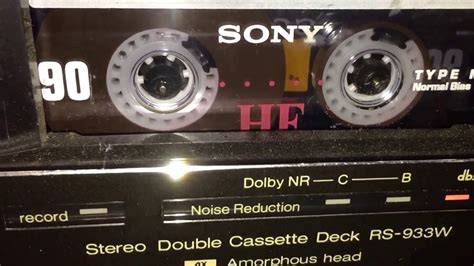 SONY
90
TYPE
Normal Bias
HF
Dolby NR C B dbx
record
Noise Reduction
Stereo Double Cassette Deck RS-933W
Amorphous head